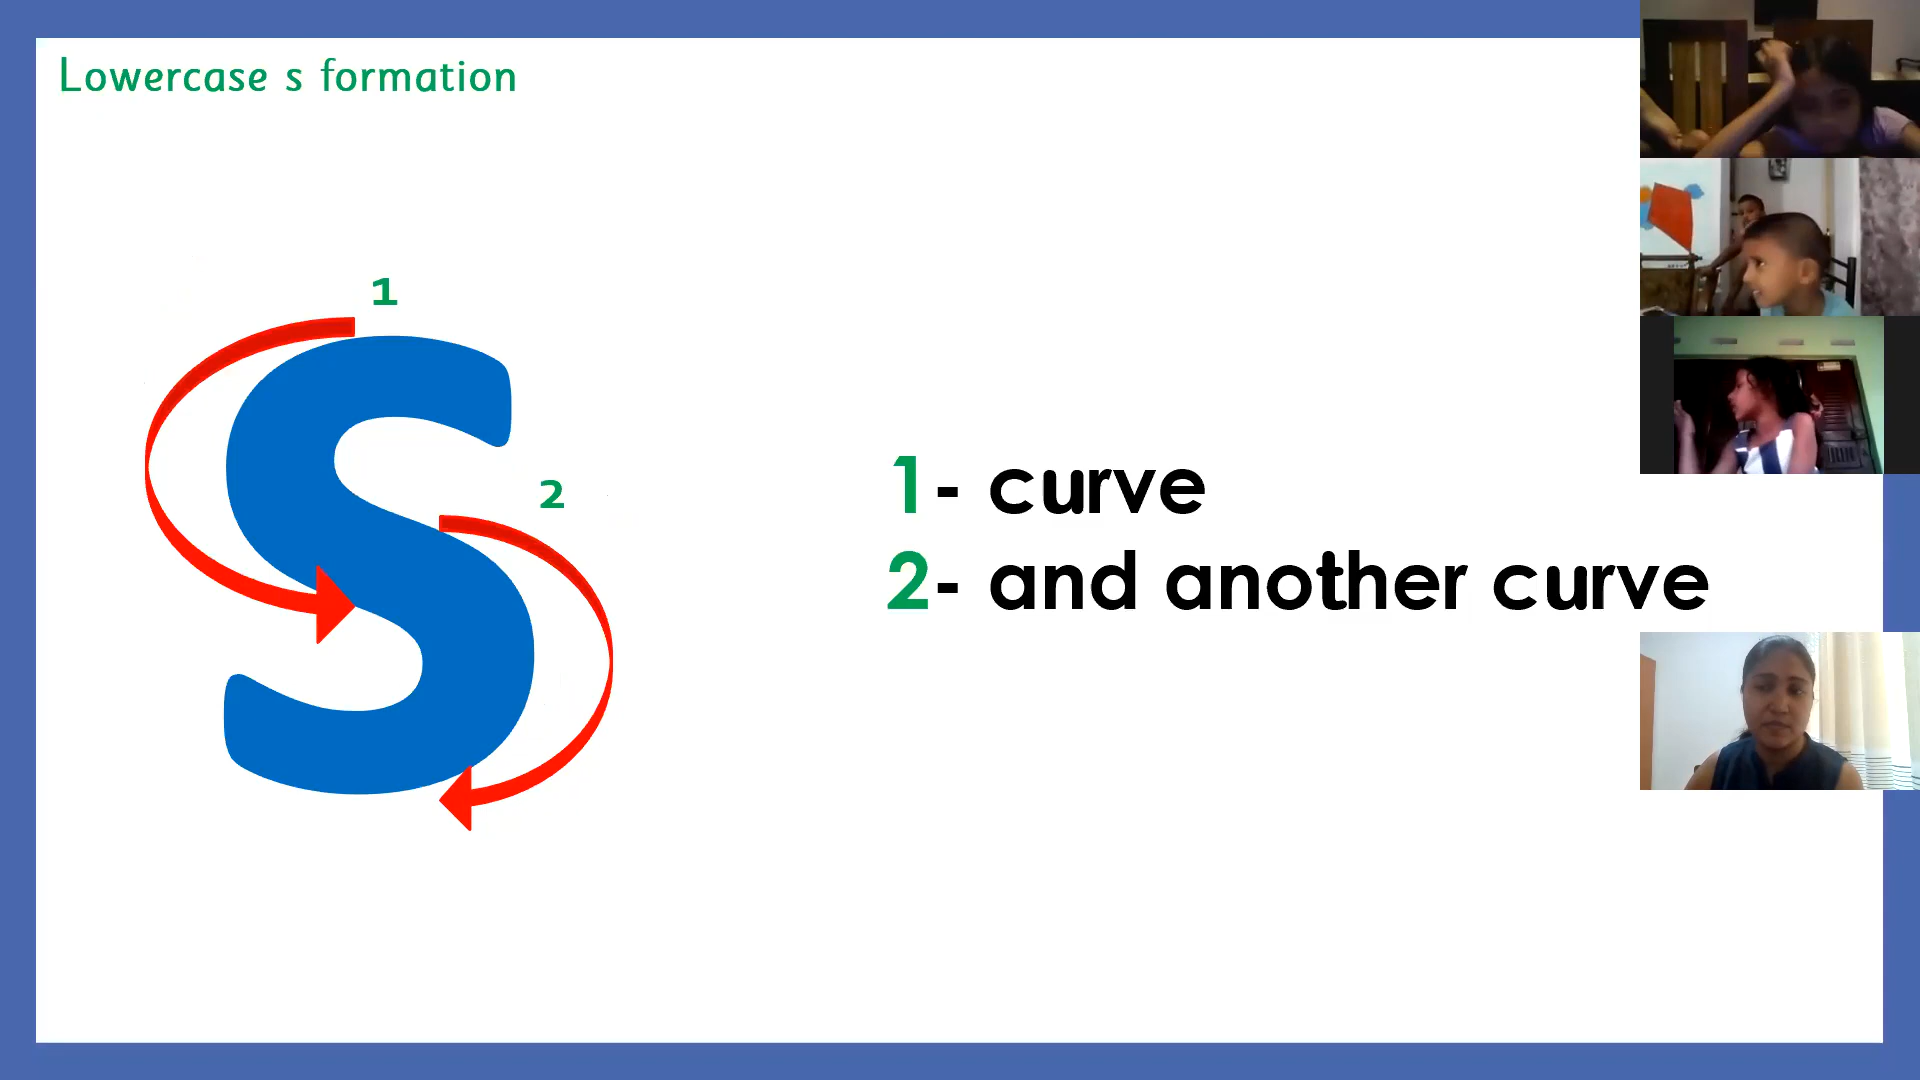 Lowercase s formation
1
s
2
1- curve
2- and another curve